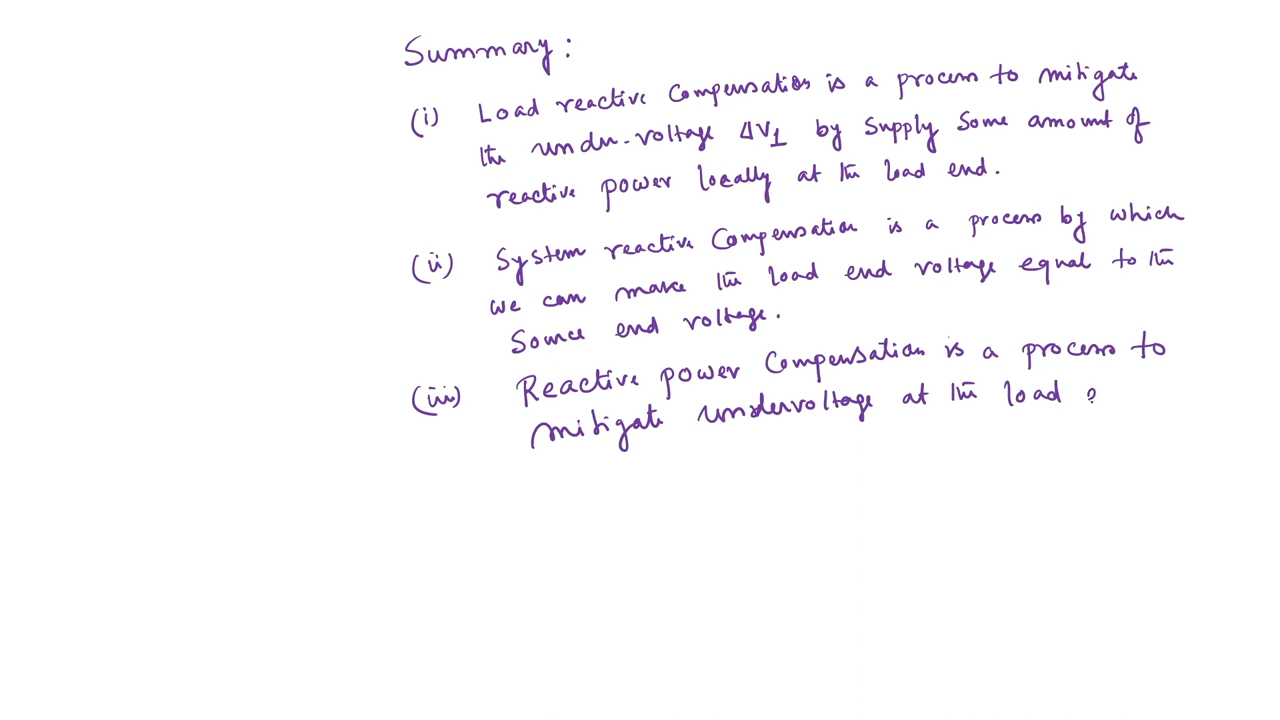 Summary:
(i) Load reactive compensation is a process to mitigate
the under-voltage ΔV⊥ by supply some amount of
reactive power locally at the load end.
(ii) System reactive compensation is a process by which
we can make the load end voltage equal to the
source end voltage.
(iii) Reactive power compensation is a process to
mitigate undervoltage at the load ?